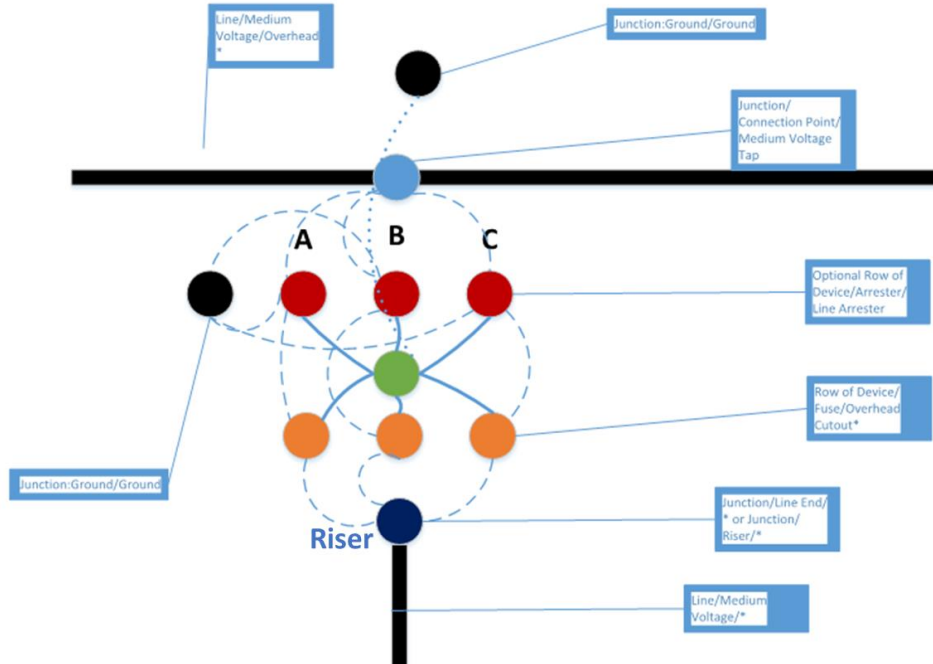 Line/Medium
Voltage/Overhead
*
Junction:Ground/Ground
Junction/
Connection Point/
Medium Voltage
Tap
A
B
C
Optional Row of
Device/Arrester/
Line Arrester
Row of Device/
Fuse/Overhead
Cutout*
Junction:Ground/Ground
Junction/Line End/
* or Junction/
Riser/*
Riser
Line/Medium
Voltage/*